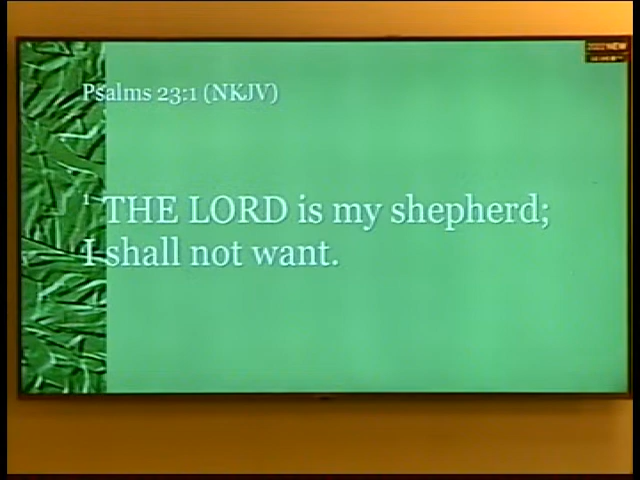 Psalms 23:1 (NKJV)
1 THE LORD is my shepherd;
I shall not want.